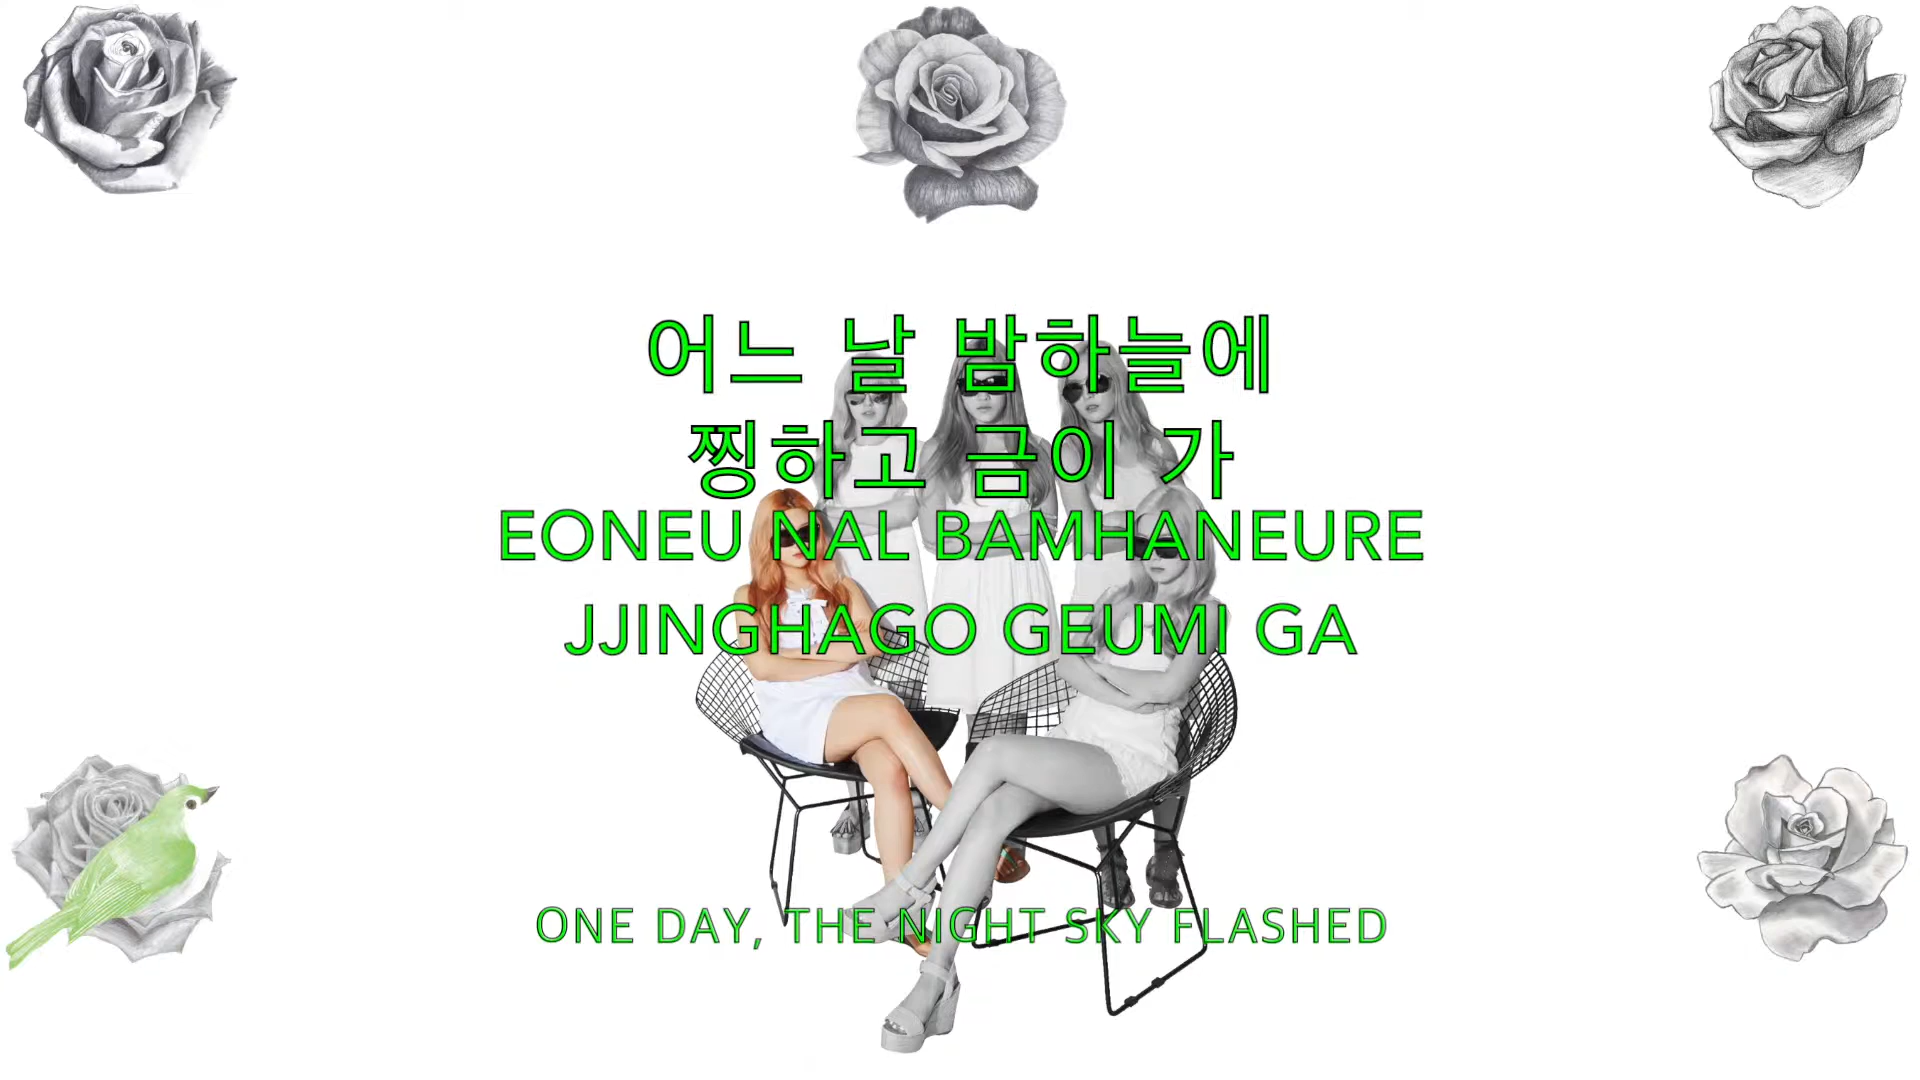 어느 날 밤하늘에
찡하고 금이 가
EONEU NAL BAMHANEURE
JJINGHAGO GEUMI GA
ONE DAY, THE NIGHT SKY FLASHED